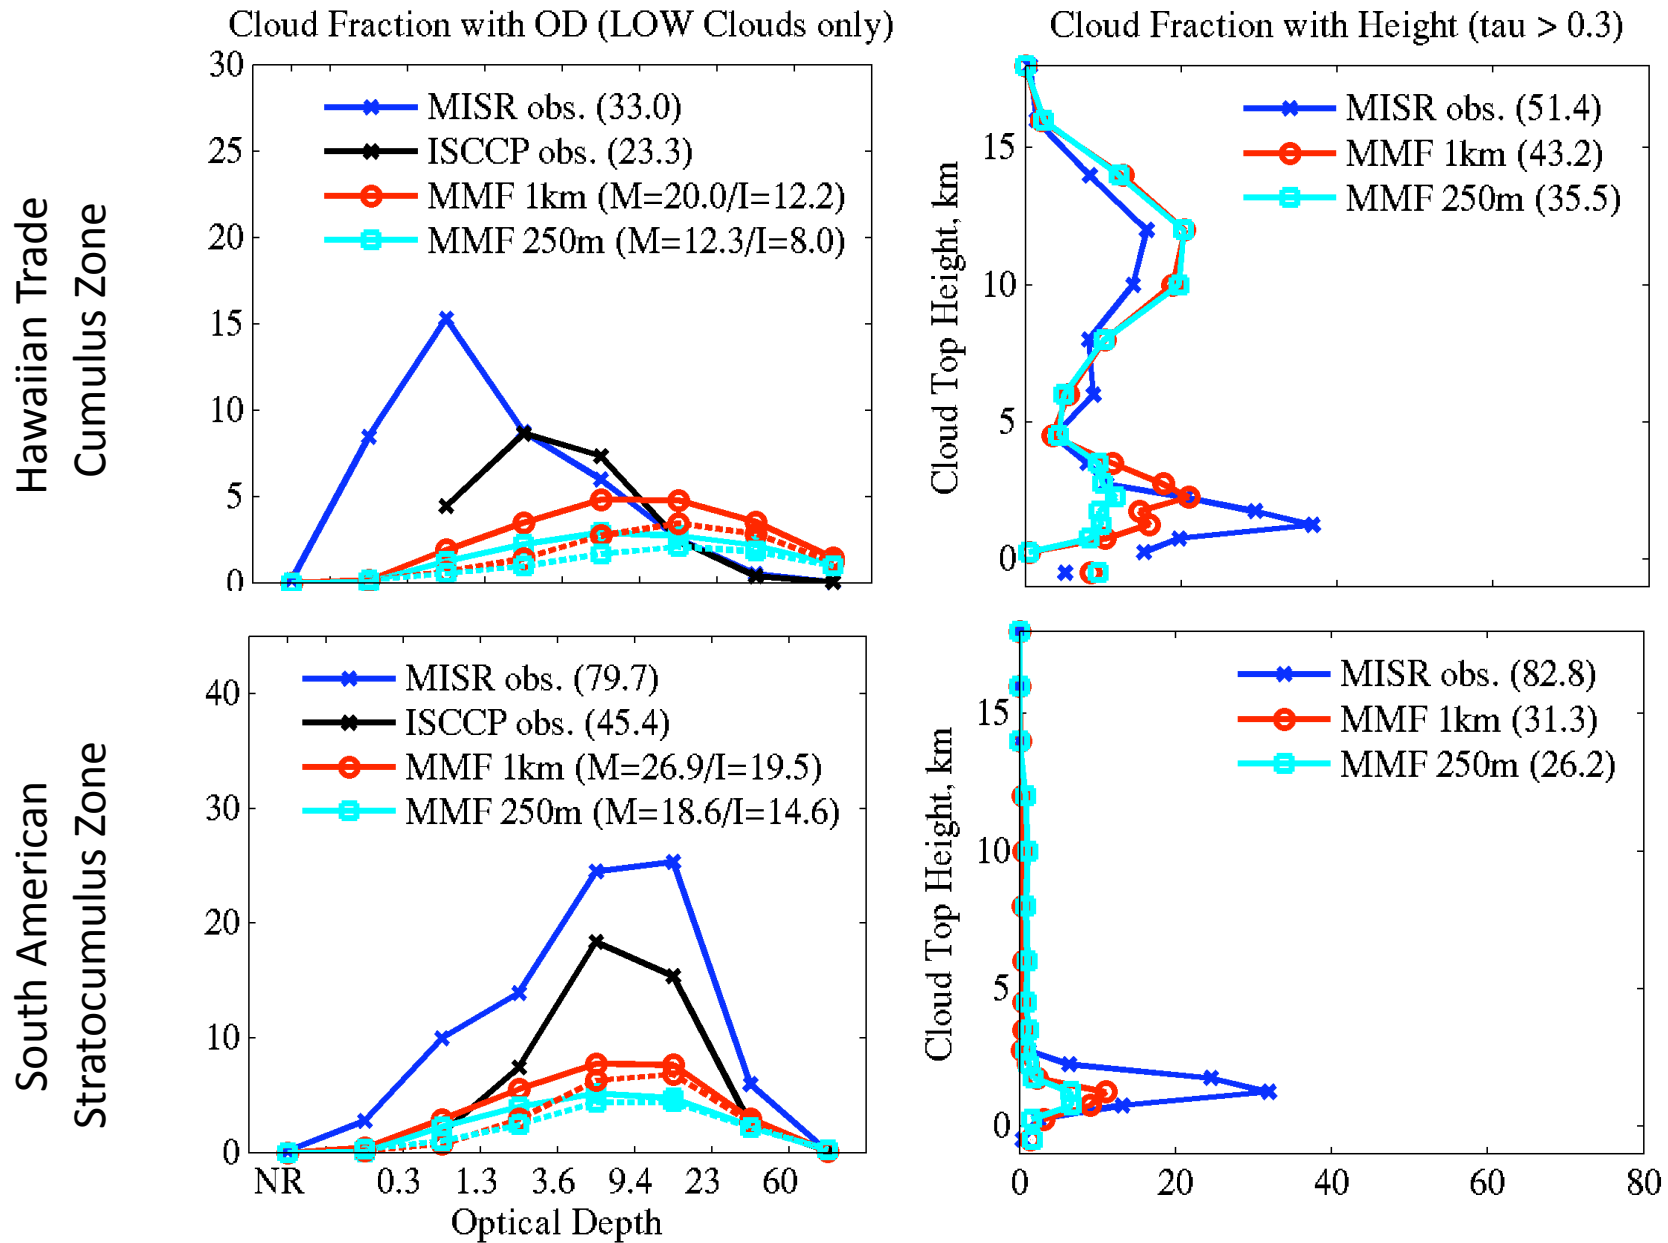 Cloud Fraction with OD (LOW Clouds only)
Cloud Fraction with Height (tau > 0.3)
Hawaiian Trade
Cumulus Zone
30
25
20
15
10
5
0
MISR obs. (33.0)
ISCCP obs. (23.3)
MMF 1km (M=20.0/I=12.2)
MMF 250m (M=12.3/I=8.0)
Cloud Top Height, km
15
10
5
0
MISR obs. (51.4)
MMF 1km (43.2)
MMF 250m (35.5)
South American
Stratocumulus Zone
40
30
20
10
0
MISR obs. (79.7)
ISCCP obs. (45.4)
MMF 1km (M=26.9/I=19.5)
MMF 250m (M=18.6/I=14.6)
NR 0.3 1.3 3.6 9.4 23 60
Optical Depth
Cloud Top Height, km
15
10
5
0
MISR obs. (82.8)
MMF 1km (31.3)
MMF 250m (26.2)
0 20 40 60 80